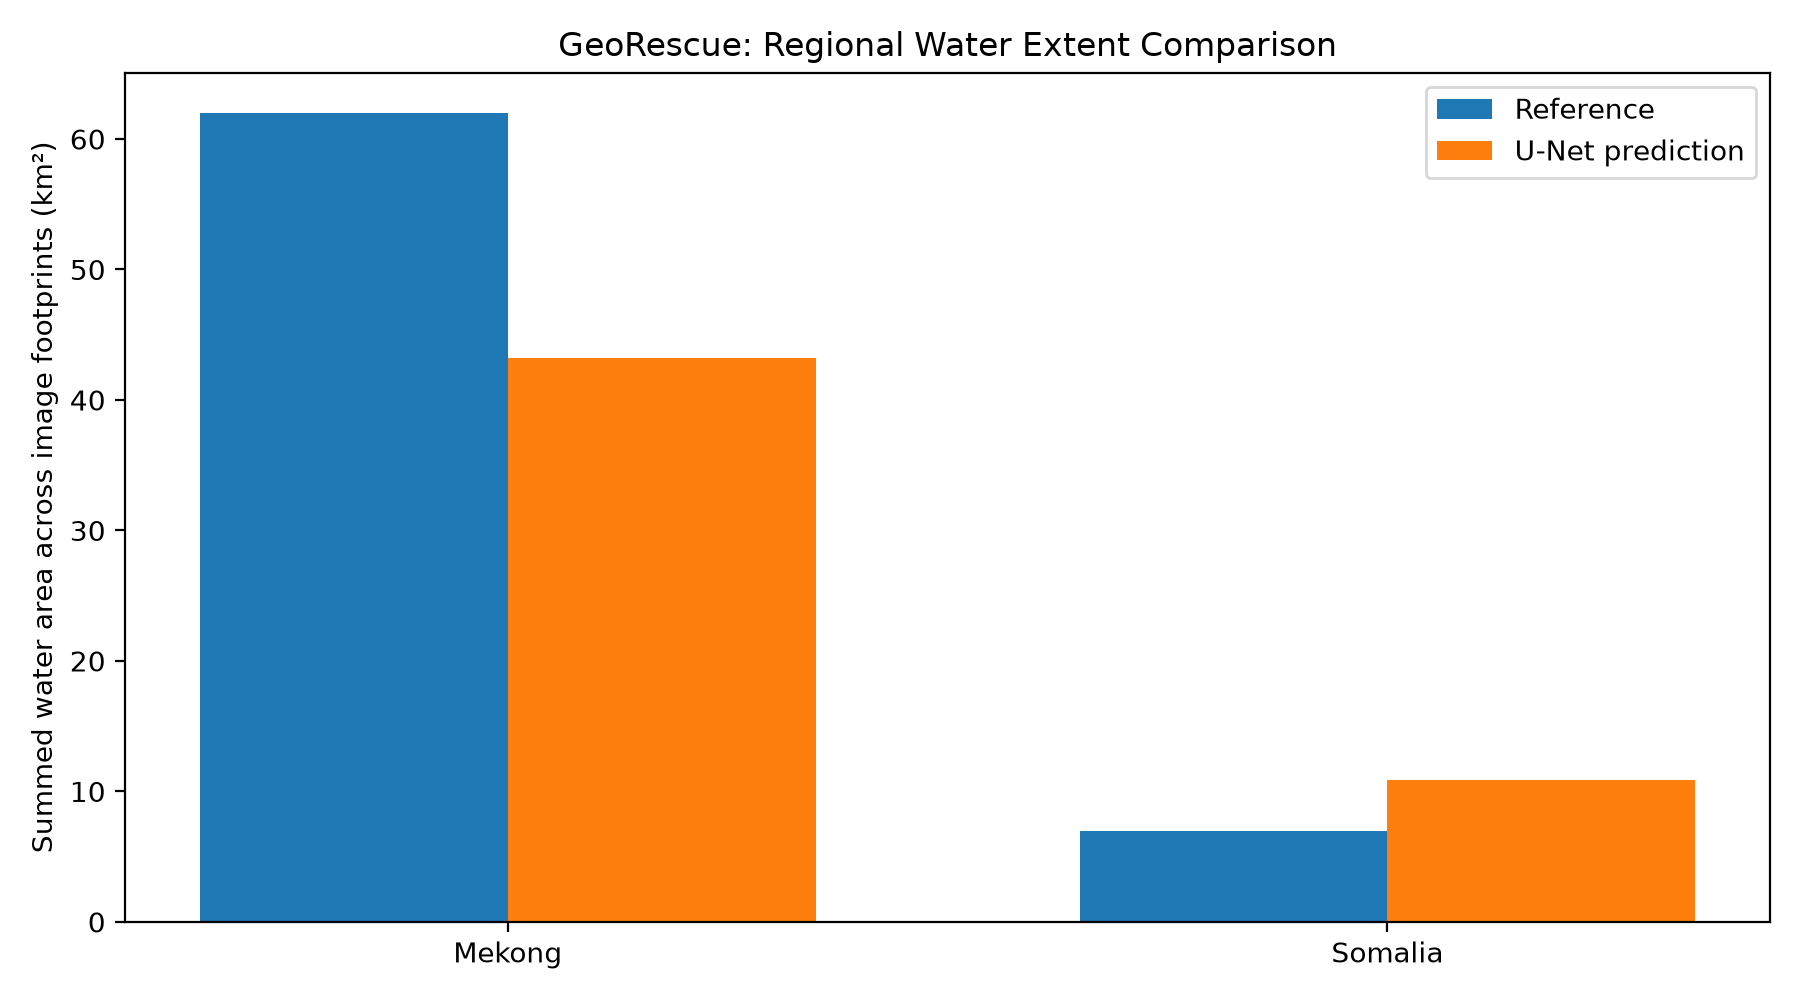 GeoRescue: Regional Water Extent Comparison
Summed water area across image footprints (km²)
60
50
40
30
20
10
0
Reference
U-Net prediction
Mekong
Somalia